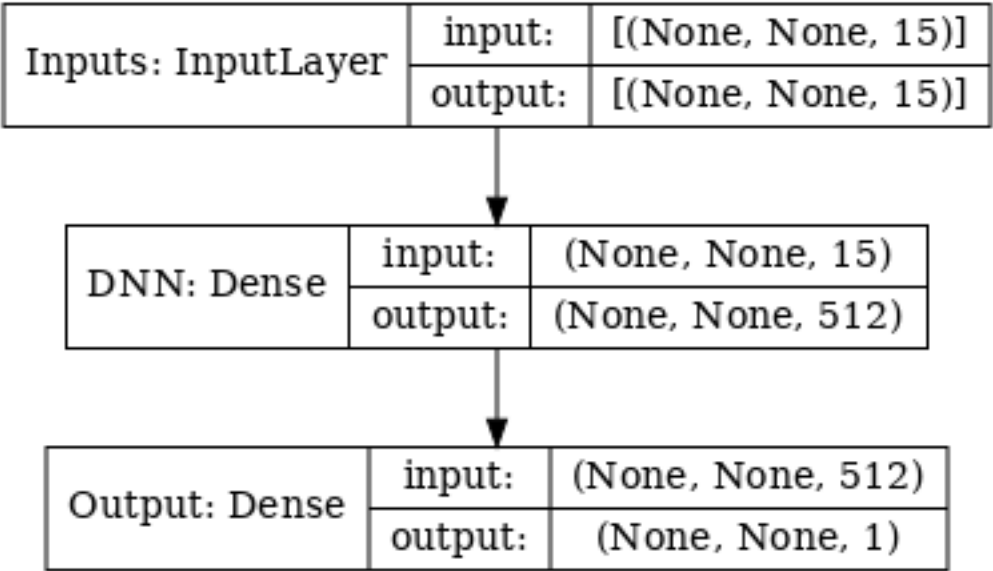 Inputs: InputLayer
input: [(None, None, 15)]
output: [(None, None, 15)]
DNN: Dense
input: (None, None, 15)
output: (None, None, 512)
Output: Dense
input: (None, None, 512)
output: (None, None, 1)